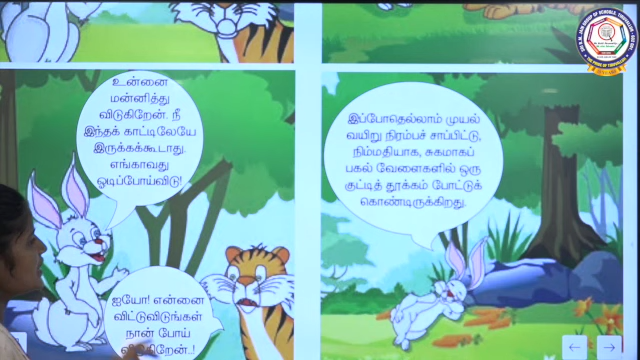 உன்னை
மன்னித்து
விடுகிறேன். நீ
இந்தக் காட்டிலேயே
இருக்கக்கூடாது.
எங்காவது
ஓடிப்போய்விடு!
ஐயோ! என்னை
விட்டுவிடுங்கள்
நான் போய்
இப்போதெல்லாம் முயல்
வயிறு நிரம்பச் சாப்பிட்டு,
நிம்மதியாக, சுகமாகப்
பகல் வேளைகளில் ஒரு
குட்டித் தூக்கம் போட்டுக்
கொண்டிருக்கிறது.